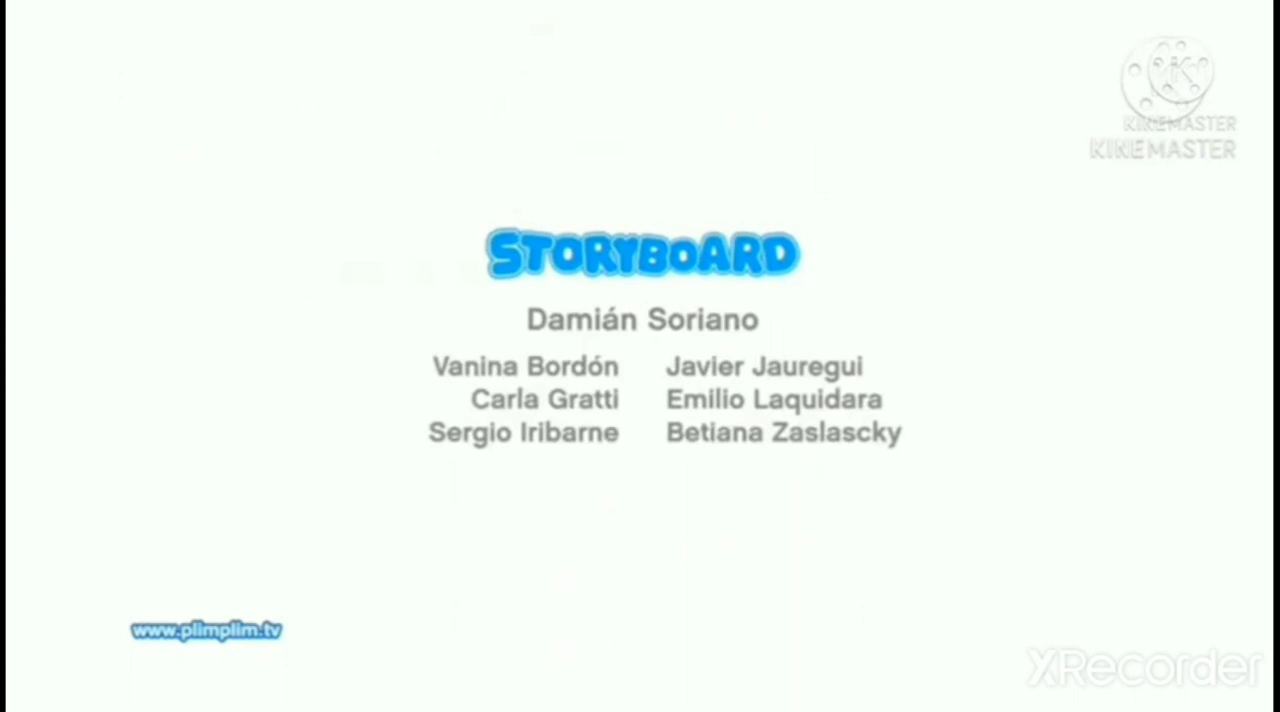 KINEMASTER
KINEMASTER
STORYBOARD
Damián Soriano
Vanina Bordón Javier Jauregui
Carla Gratti Emilio Laquidara
Sergio Iribarne Betiana Zaslascky
www.plimplim.tv
XRecorder